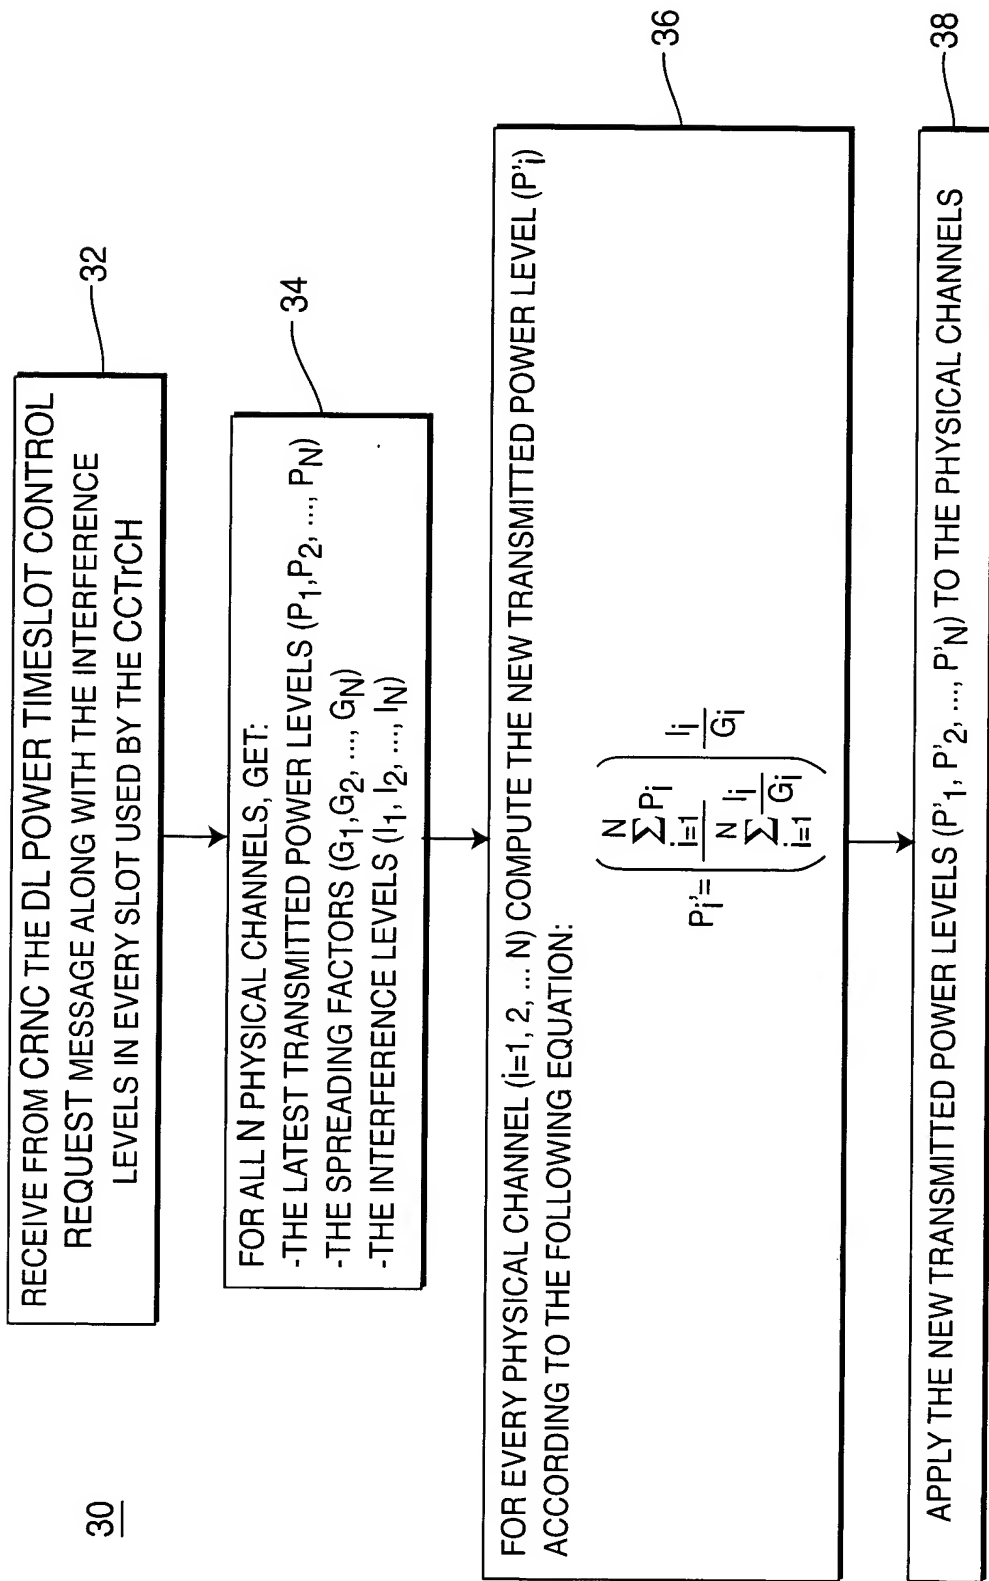 30
RECEIVE FROM CRNC THE DL POWER TIMESLOT CONTROL
REQUEST MESSAGE ALONG WITH THE INTERFERENCE
LEVELS IN EVERY SLOT USED BY THE CCTrCH
32
FOR ALL N PHYSICAL CHANNELS, GET:
-THE LATEST TRANSMITTED POWER LEVELS (P1,P2, ..., PN)
-THE SPREADING FACTORS (G1,G2, ..., GN)
-THE INTERFERENCE LEVELS (I1, I2, ..., IN)
34
FOR EVERY PHYSICAL CHANNEL (i=1, 2, ... N) COMPUTE THE NEW TRANSMITTED POWER LEVEL (P'i)
ACCORDING TO THE FOLLOWING EQUATION:
Pi'= ( (N∑i=1 Pi) / (N∑i=1 Ii/Gi) ) Ii/Gi
36
APPLY THE NEW TRANSMITTED POWER LEVELS (P'1, P'2, ..., P'N) TO THE PHYSICAL CHANNELS
38